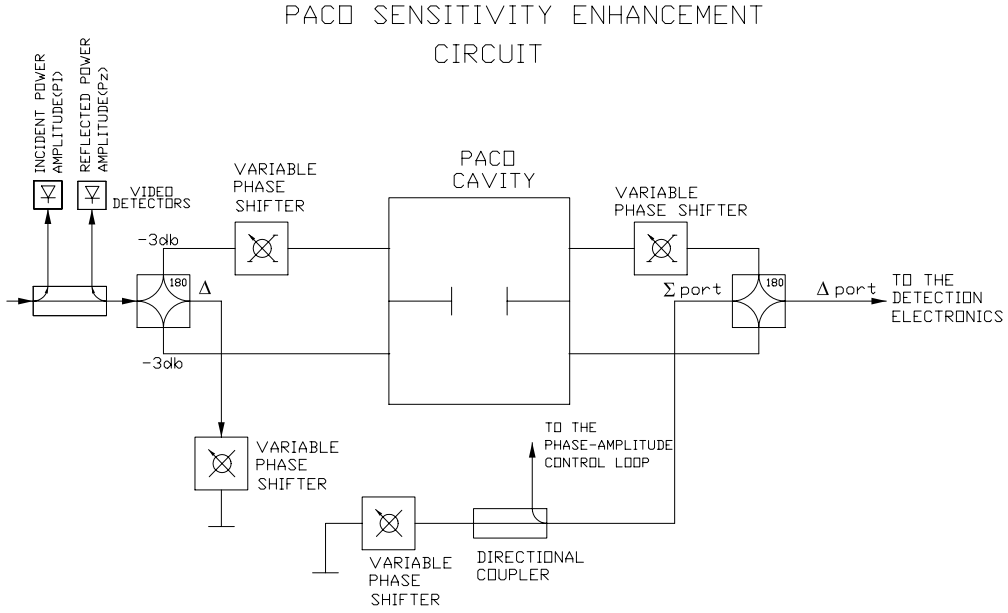 PACO SENSITIVITY ENHANCEMENT
CIRCUIT
INCIDENT POWER
AMPLITUDE(PI)
REFLECTED POWER
AMPLITUDE(Pz)
VIDEO
DETECTORS
VARIABLE
PHASE
SHIFTER
PACO
CAVITY
VARIABLE
PHASE SHIFTER
-3db
180
Δ
-3db
Σ port
180
Δ port
TO THE
DETECTION
ELECTRONICS
VARIABLE
PHASE
SHIFTER
TO THE
PHASE-AMPLITUDE
CONTROL LOOP
DIRECTIONAL
COUPLER
VARIABLE
PHASE
SHIFTER